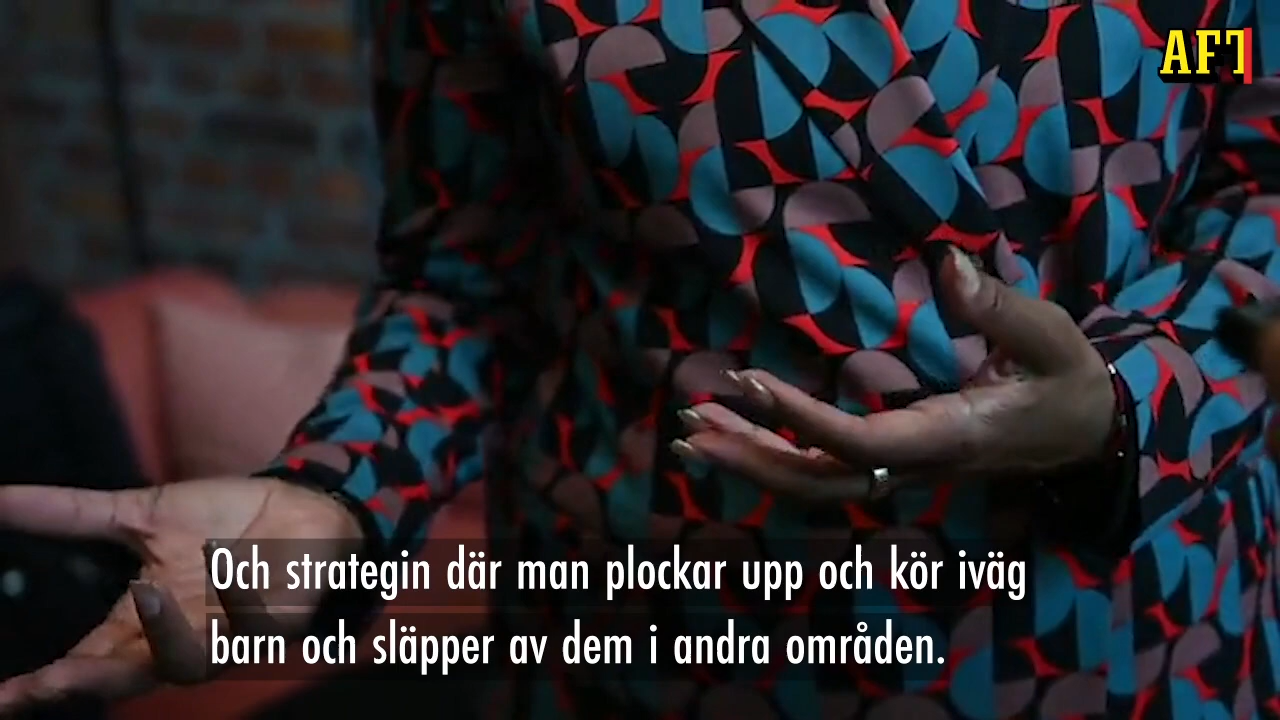 AFT
Och strategin där man plockar upp och kör iväg
barn och släpper av dem i andra områden.